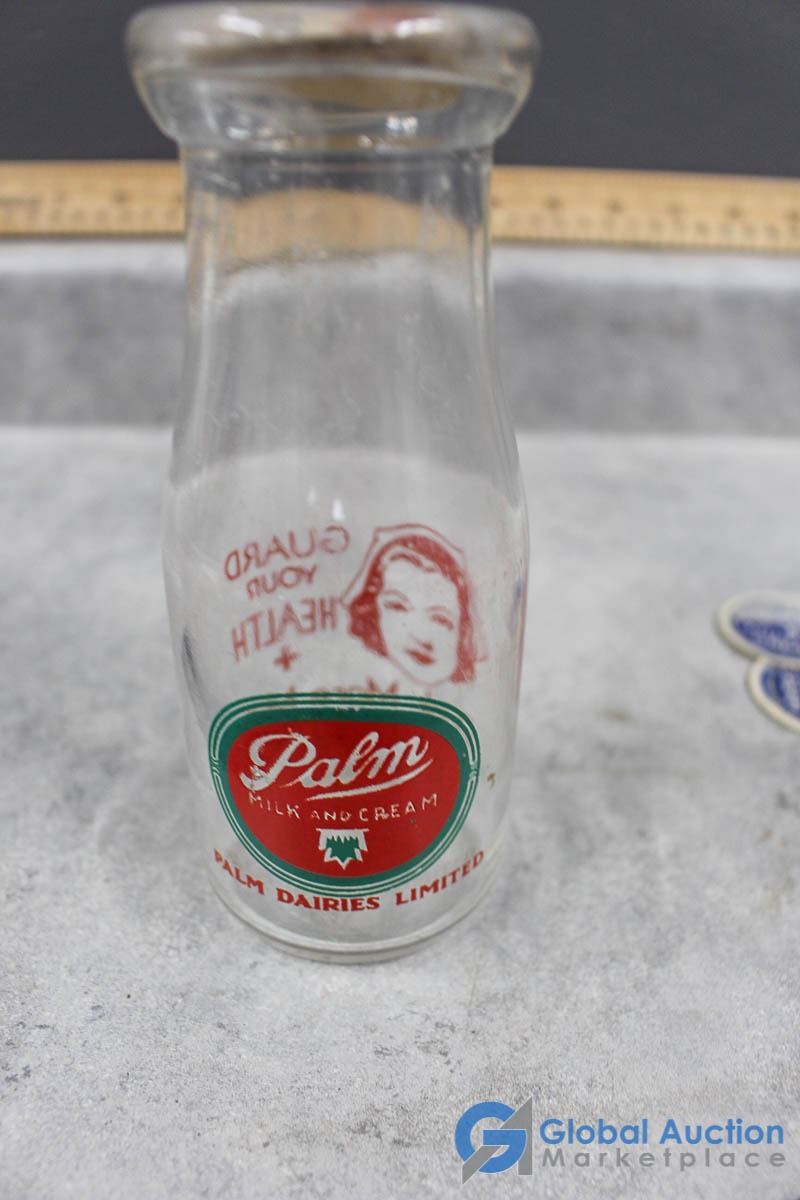 GUARD
YOUR
HEALTH
+
Palm
MILK AND CREAM
PALM DAIRIES LIMITED
Global Auction
Marketplace